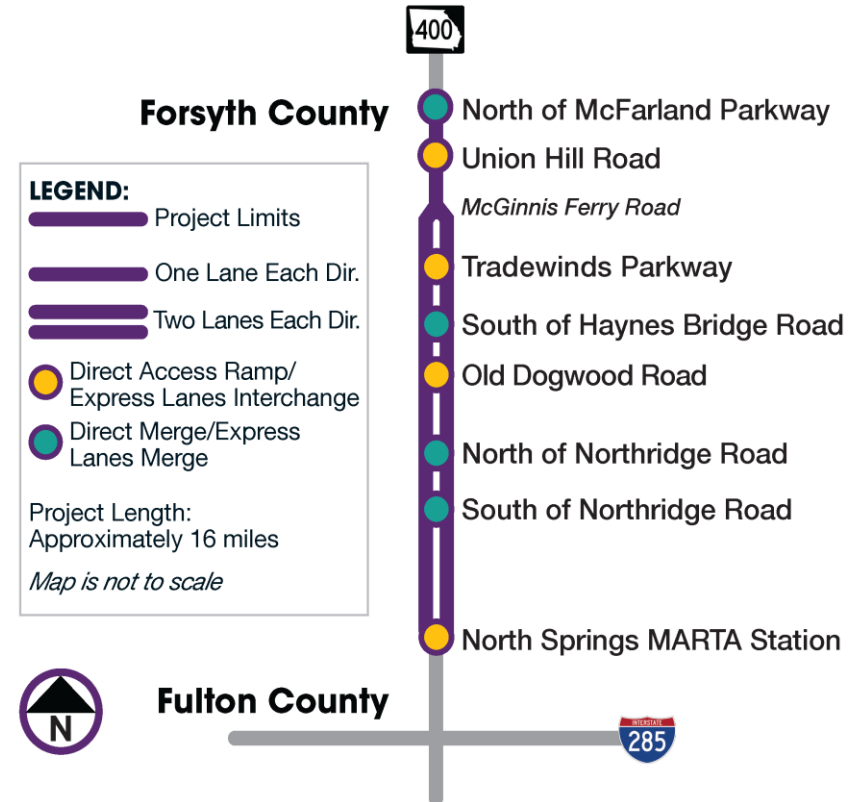 400
Forsyth County
North of McFarland Parkway
Union Hill Road
McGinnis Ferry Road
Tradewinds Parkway
South of Haynes Bridge Road
Old Dogwood Road
North of Northridge Road
South of Northridge Road
North Springs MARTA Station
LEGEND:
Project Limits
One Lane Each Dir.
Two Lanes Each Dir.
Direct Access Ramp/
Express Lanes Interchange
Direct Merge/Express
Lanes Merge
Project Length:
Approximately 16 miles
Map is not to scale
N
Fulton County
INTERSTATE
285